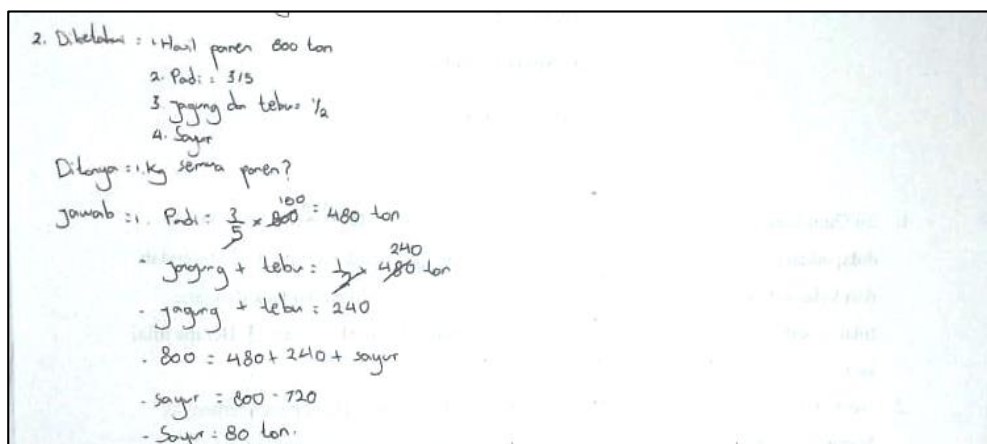 2. Diketahui : 1. Hasil panen 800 ton
2. Padi : 3/5
3. jagung dan tebu = 1/2
4. Sayur
Ditanya : 1. Kg semua panen?
160
jawab : 1. Padi : 3/5 × 800 = 480 ton
240
- jagung + tebu = 1/2 × 480 ton
- jagung + tebu = 240
- 800 = 480 + 240 + sayur
- sayur = 800 - 720
- Sayur = 80 ton.